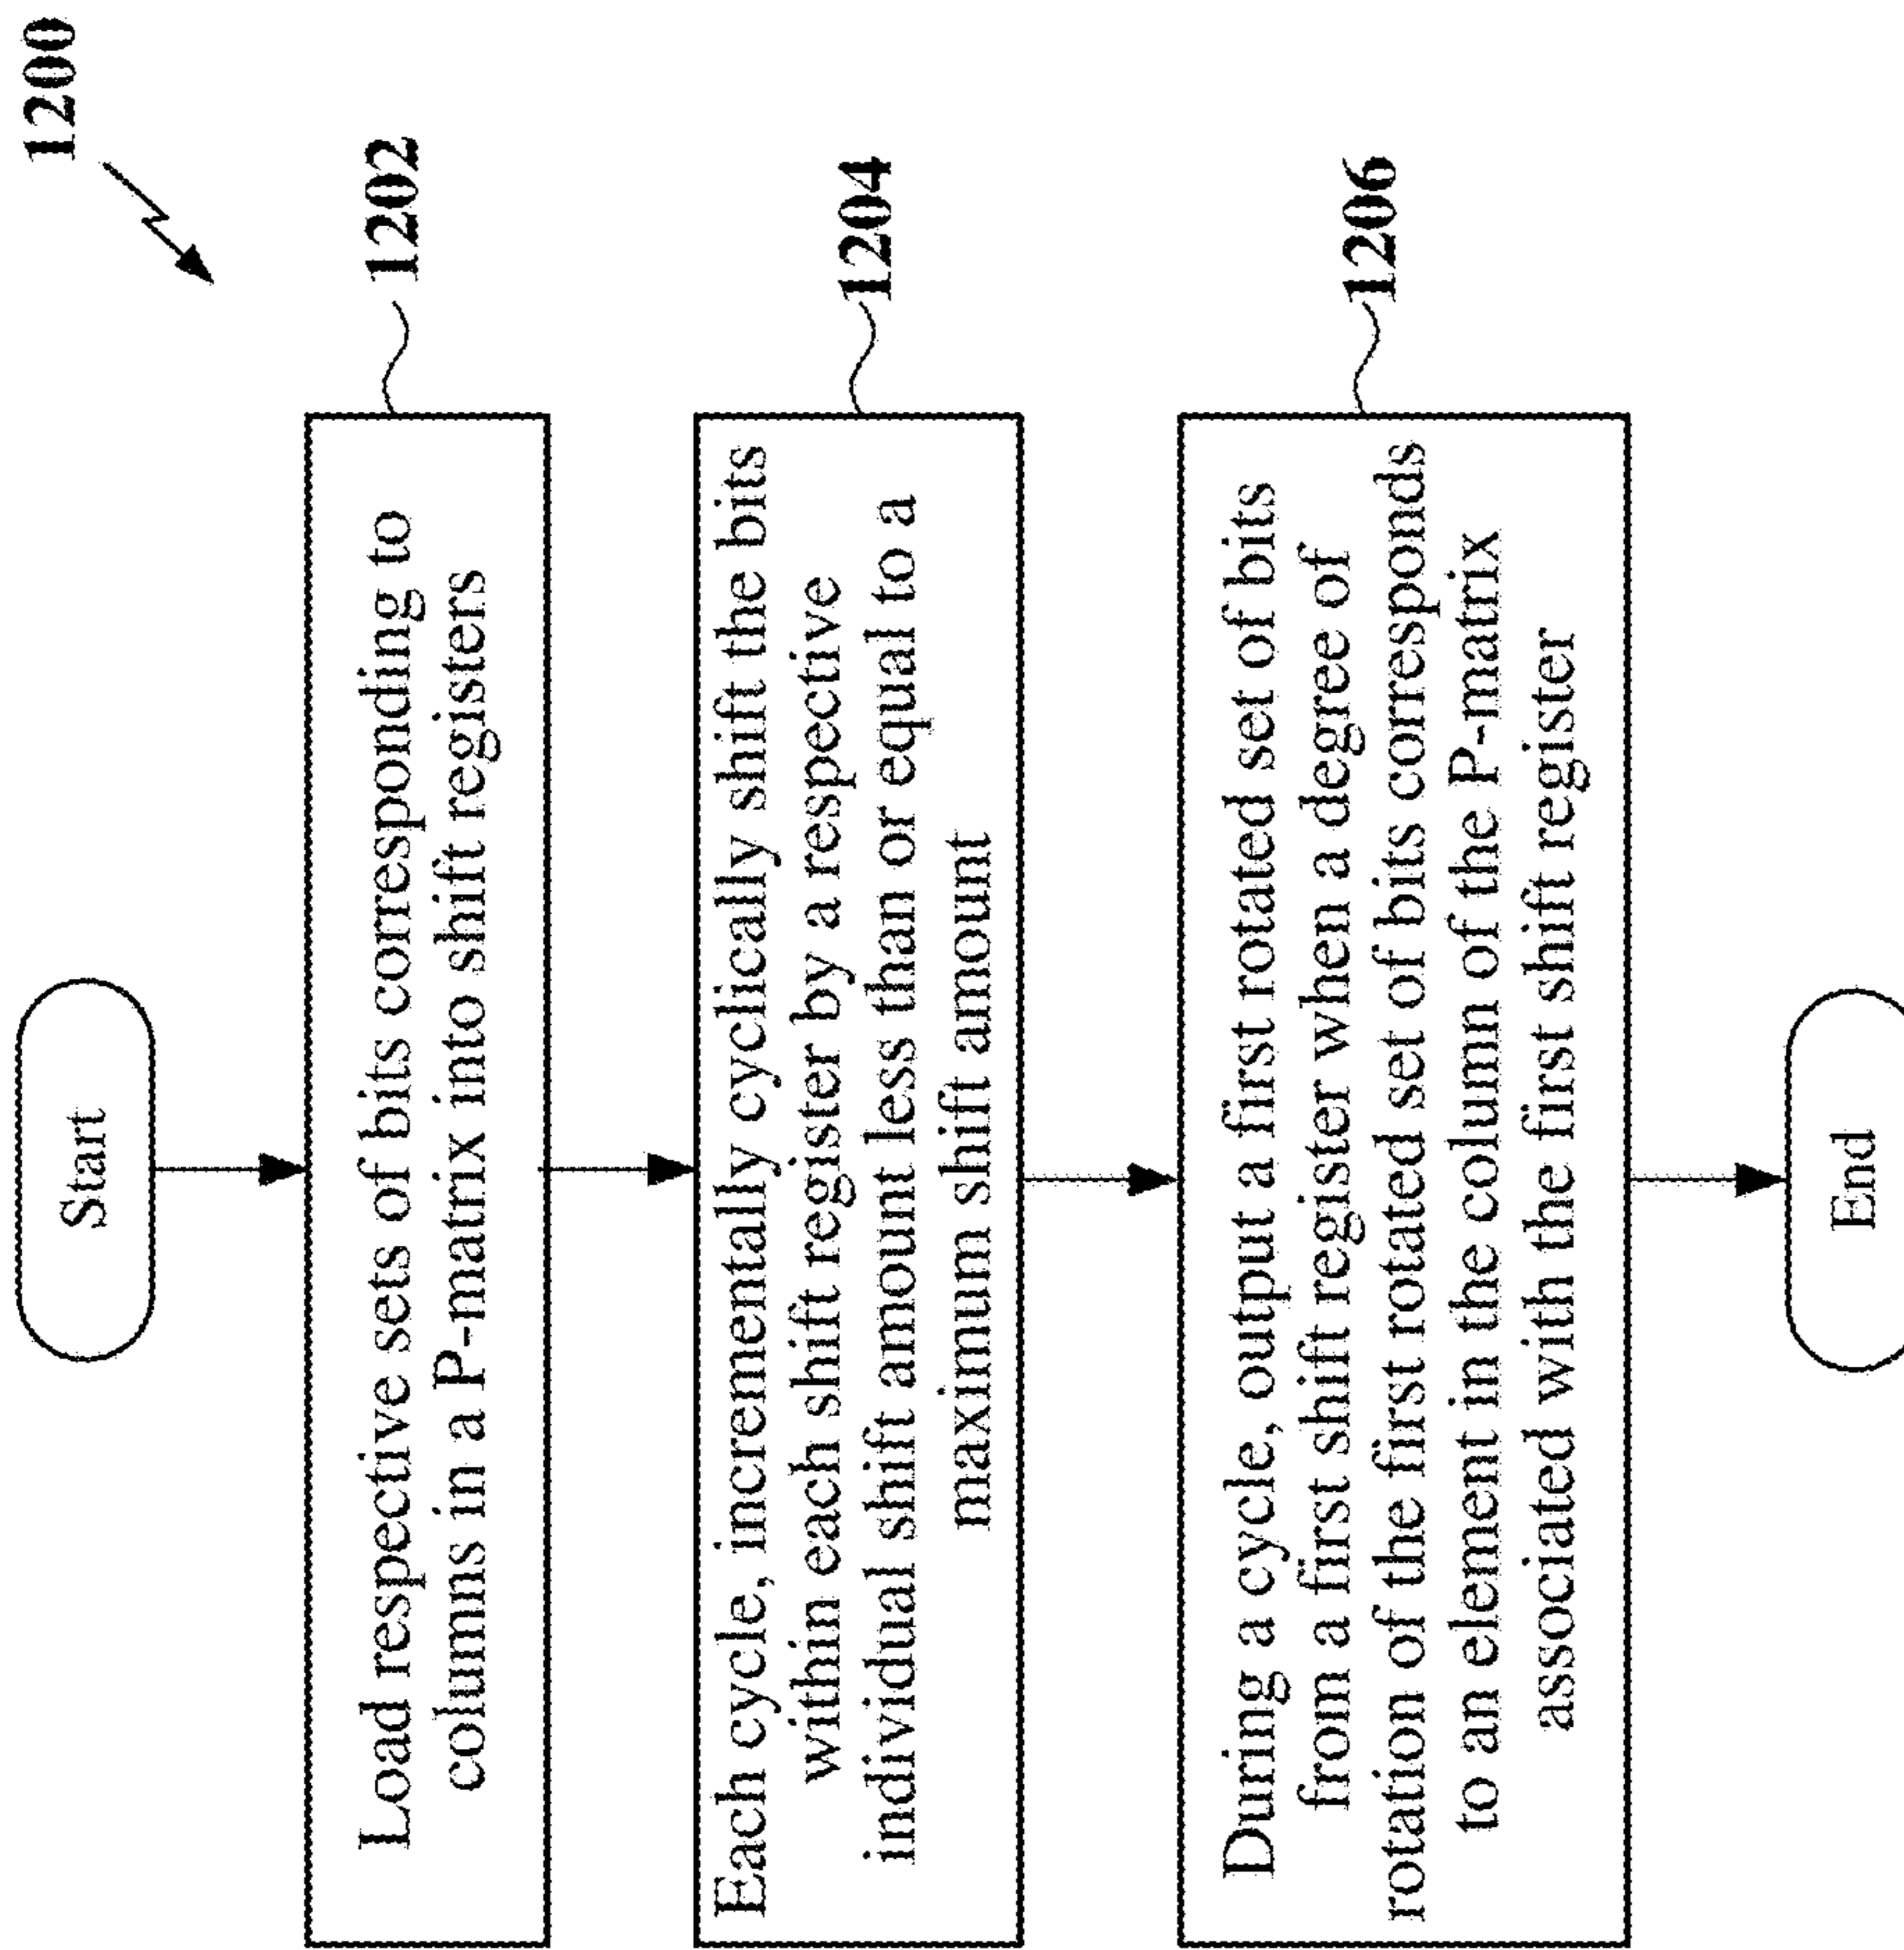 1200
Start
Load respective sets of bits corresponding to
columns in a P-matrix into shift registers
1202
Each cycle, incrementally cyclically shift the bits
within each shift register by a respective
individual shift amount less than or equal to a
maximum shift amount
1204
During a cycle, output a first rotated set of bits
from a first shift register when a degree of
rotation of the first rotated set of bits corresponds
to an element in the column of the P-matrix
associated with the first shift register
1206
End